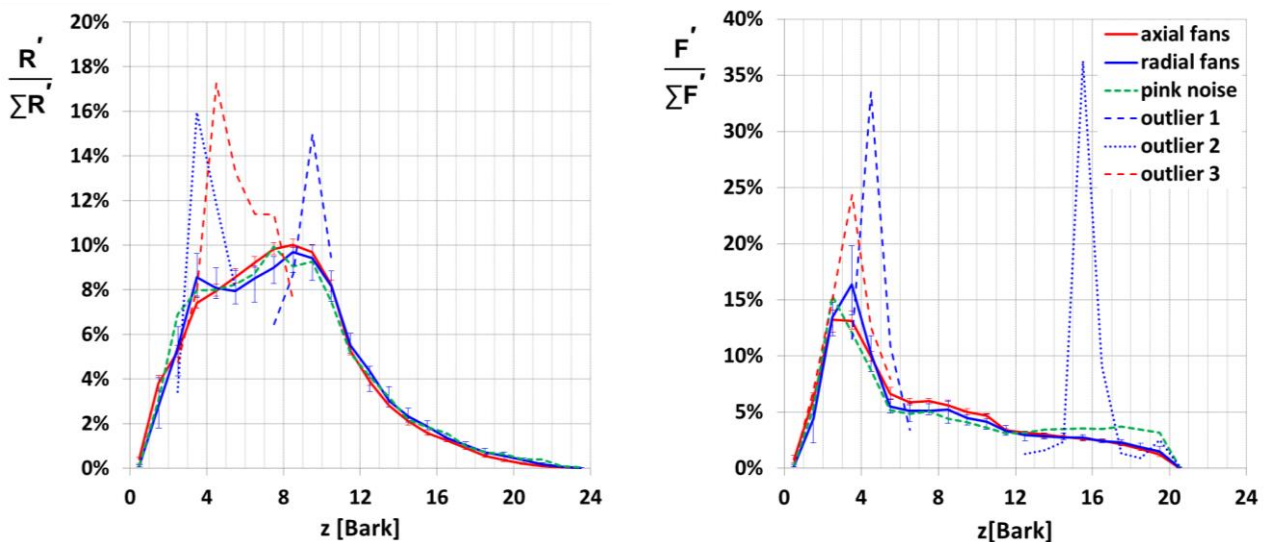 R′
∑R′
20%
18%
16%
14%
12%
10%
8%
6%
4%
2%
0%
0 4 8 12 16 20 24
z [Bark]
F′
∑F′
40%
35%
30%
25%
20%
15%
10%
5%
0%
0 4 8 12 16 20 24
z[Bark]
axial fans
radial fans
pink noise
outlier 1
outlier 2
outlier 3